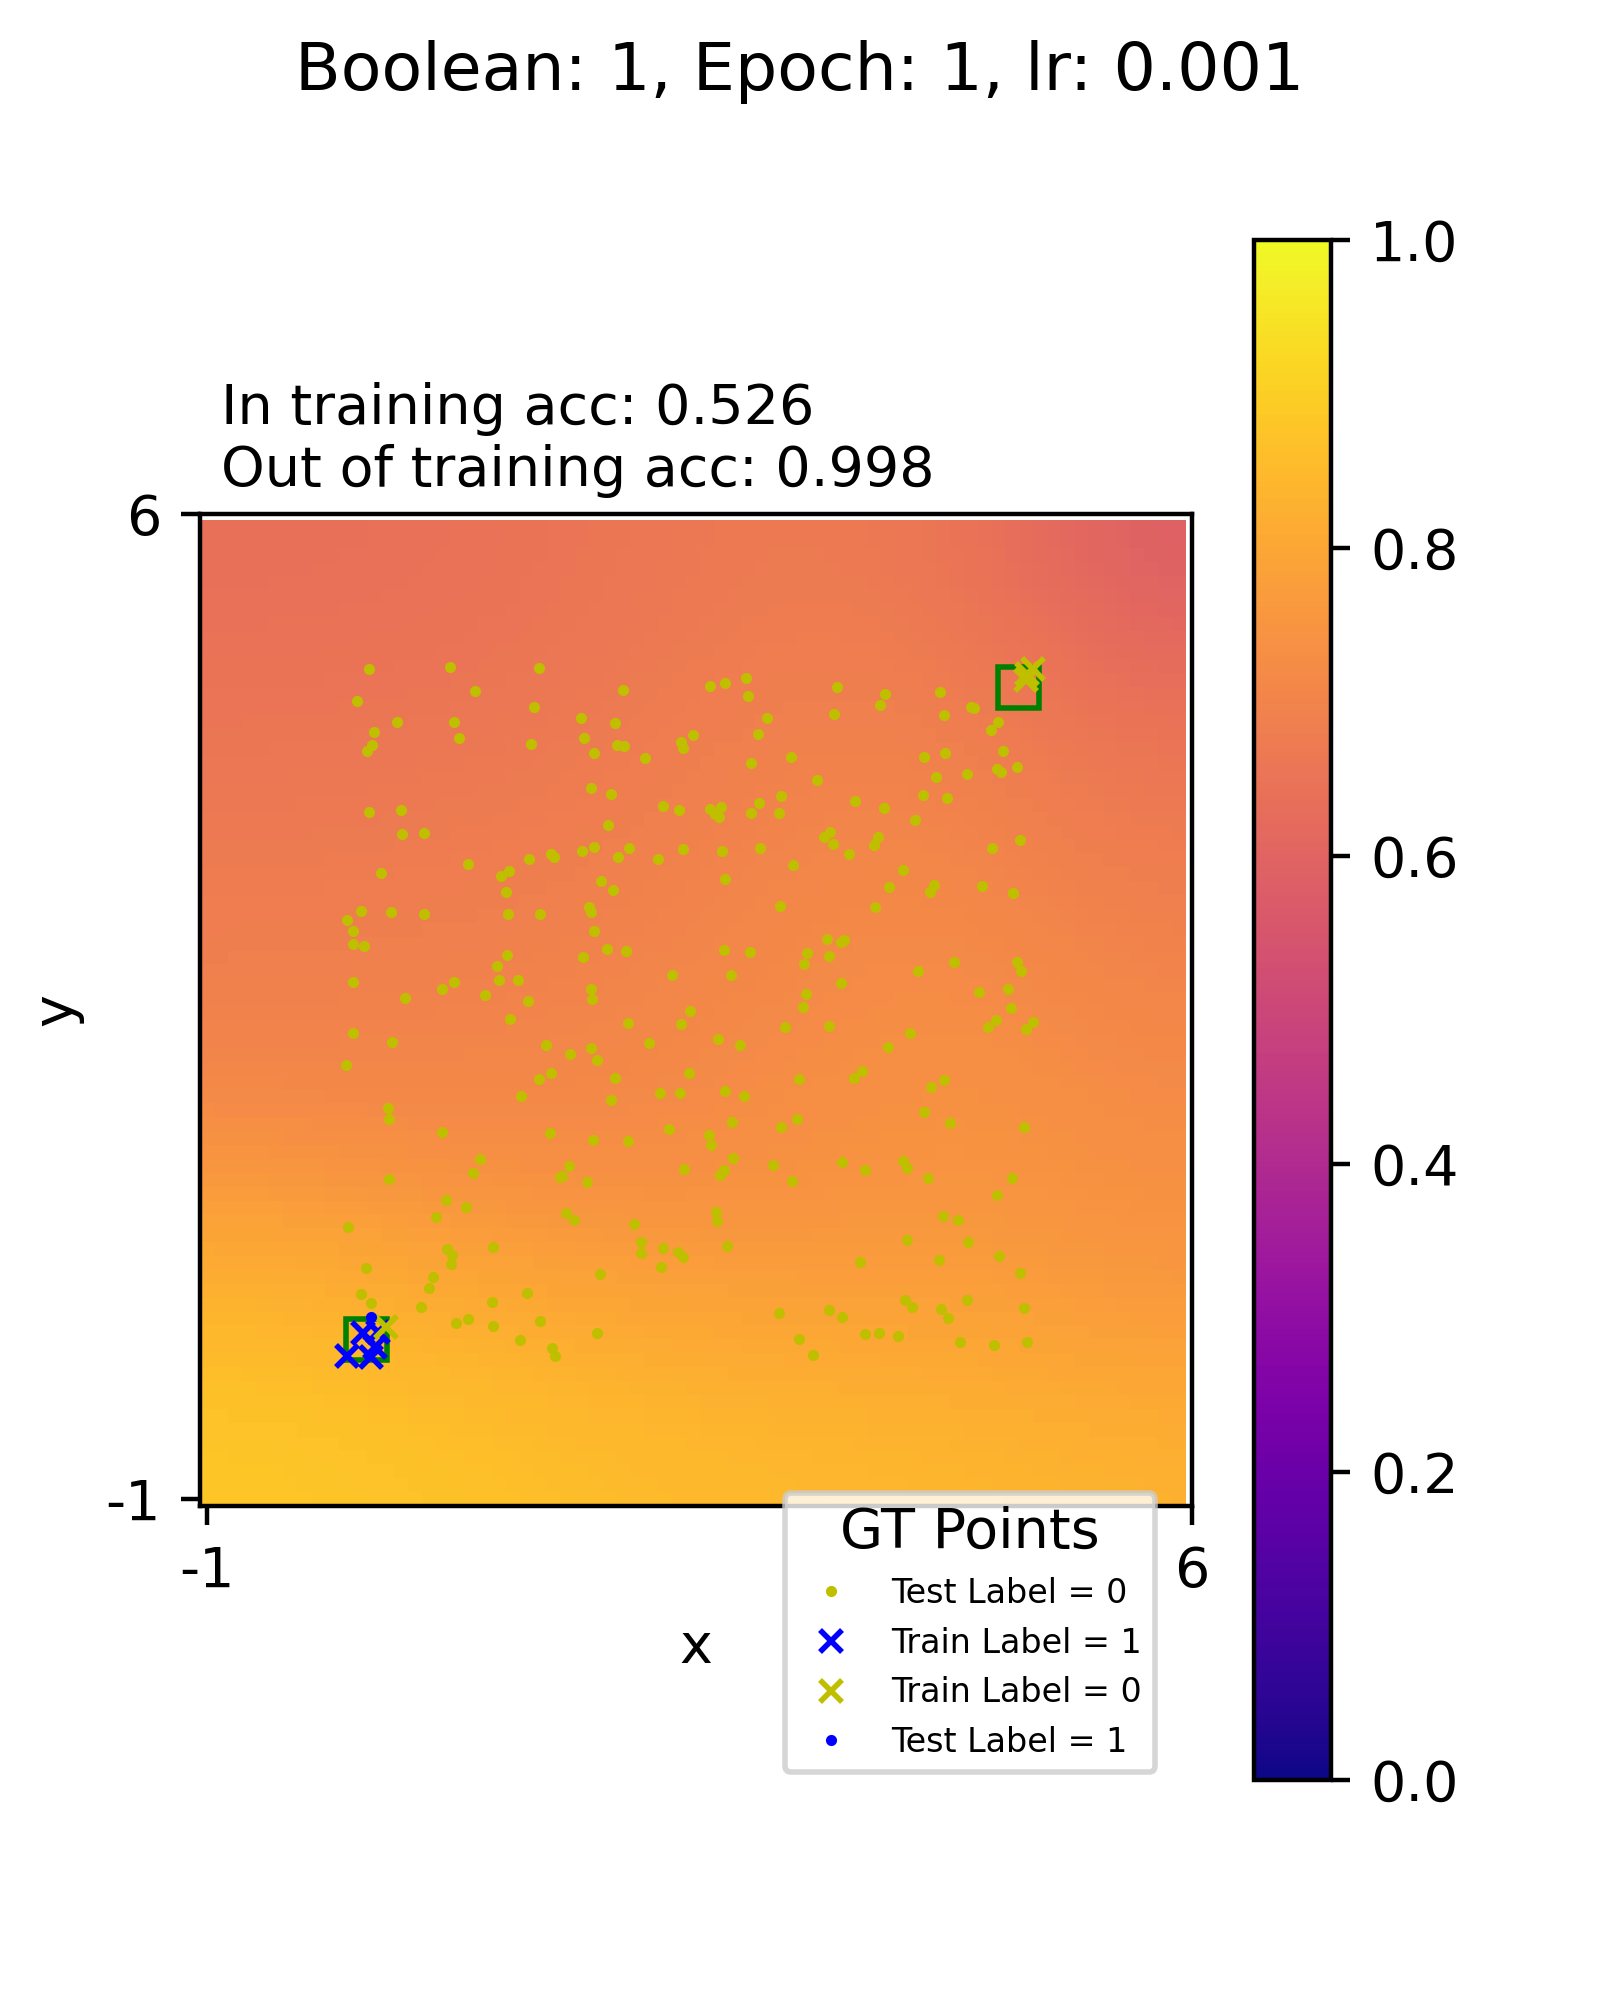 Boolean: 1, Epoch: 1, lr: 0.001
In training acc: 0.526
Out of training acc: 0.998
6
y
-1
-1
6
x
GT Points
Test Label = 0
Train Label = 1
Train Label = 0
Test Label = 1
1.0
0.8
0.6
0.4
0.2
0.0